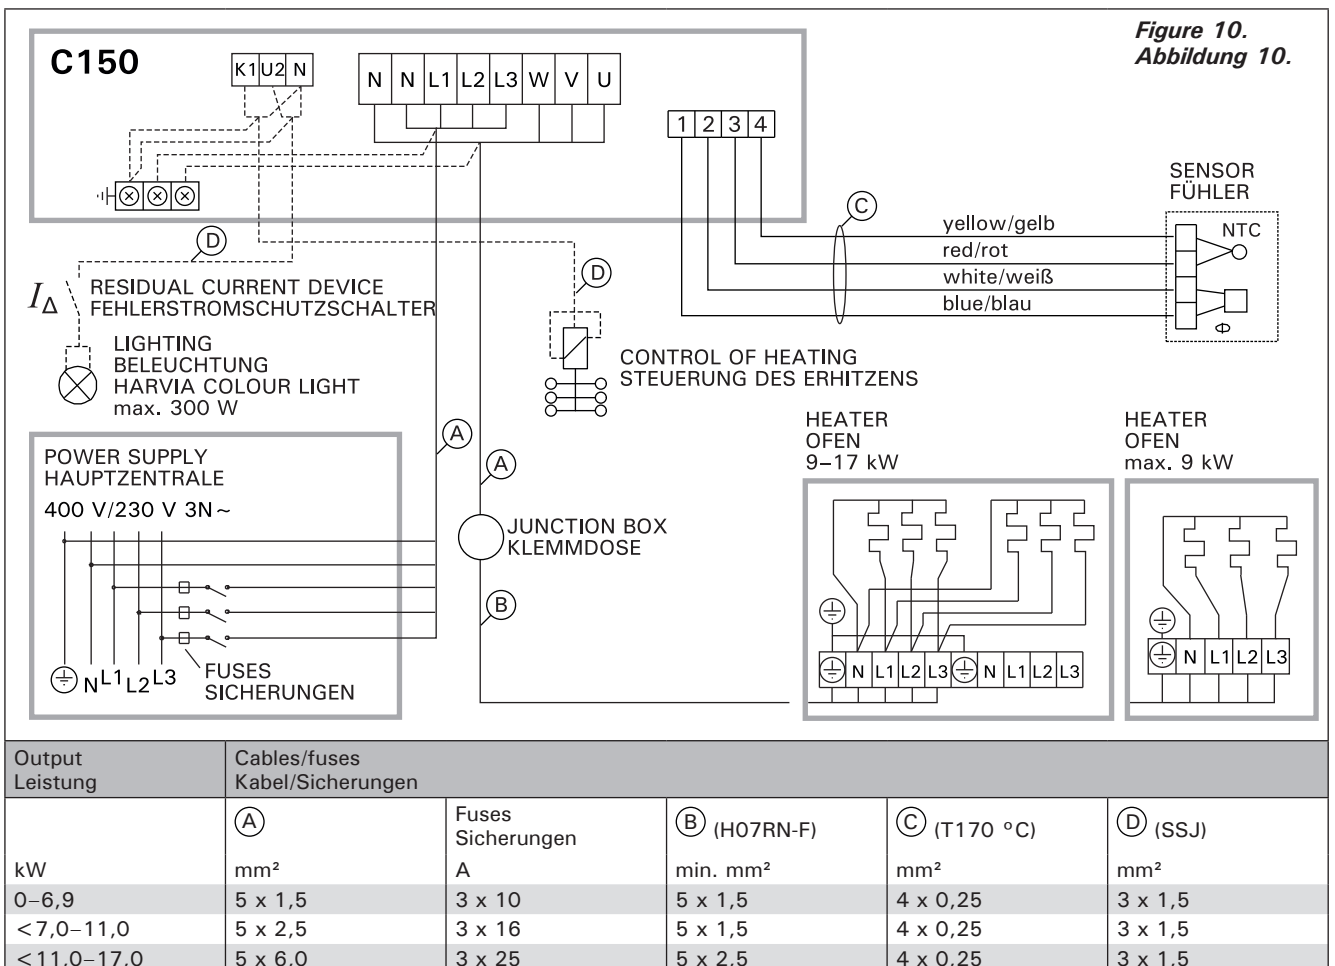 Figure 10.
Abbildung 10.
C150
K1 U2 N
N N L1 L2 L3 W V U
1 2 3 4
SENSOR
FÜHLER
NTC
C
yellow/gelb
red/rot
white/weiß
blue/blau
Φ
D
I∆
RESIDUAL CURRENT DEVICE
FEHLERSTROMSCHUTZSCHALTER
LIGHTING
BELEUCHTUNG
HARVIA COLOUR LIGHT
max. 300 W
D
CONTROL OF HEATING
STEUERUNG DES ERHITZENS
A
A
JUNCTION BOX
KLEMMDOSE
B
POWER SUPPLY
HAUPTZENTRALE
400 V/230 V 3N~
N L1 L2 L3
FUSES
SICHERUNGEN
HEATER
OFEN
9–17 kW
N L1 L2 L3 N L1 L2 L3
HEATER
OFEN
max. 9 kW
N L1 L2 L3
Output
Leistung
Cables/fuses
Kabel/Sicherungen
A
Fuses
Sicherungen
B (H07RN-F)
C (T170 °C)
D (SSJ)
kW mm² A min. mm² mm² mm²
0–6,9 5 x 1,5 3 x 10 5 x 1,5 4 x 0,25 3 x 1,5
<7,0–11,0 5 x 2,5 3 x 16 5 x 1,5 4 x 0,25 3 x 1,5
<11,0–17,0 5 x 6,0 3 x 25 5 x 2,5 4 x 0,25 3 x 1,5